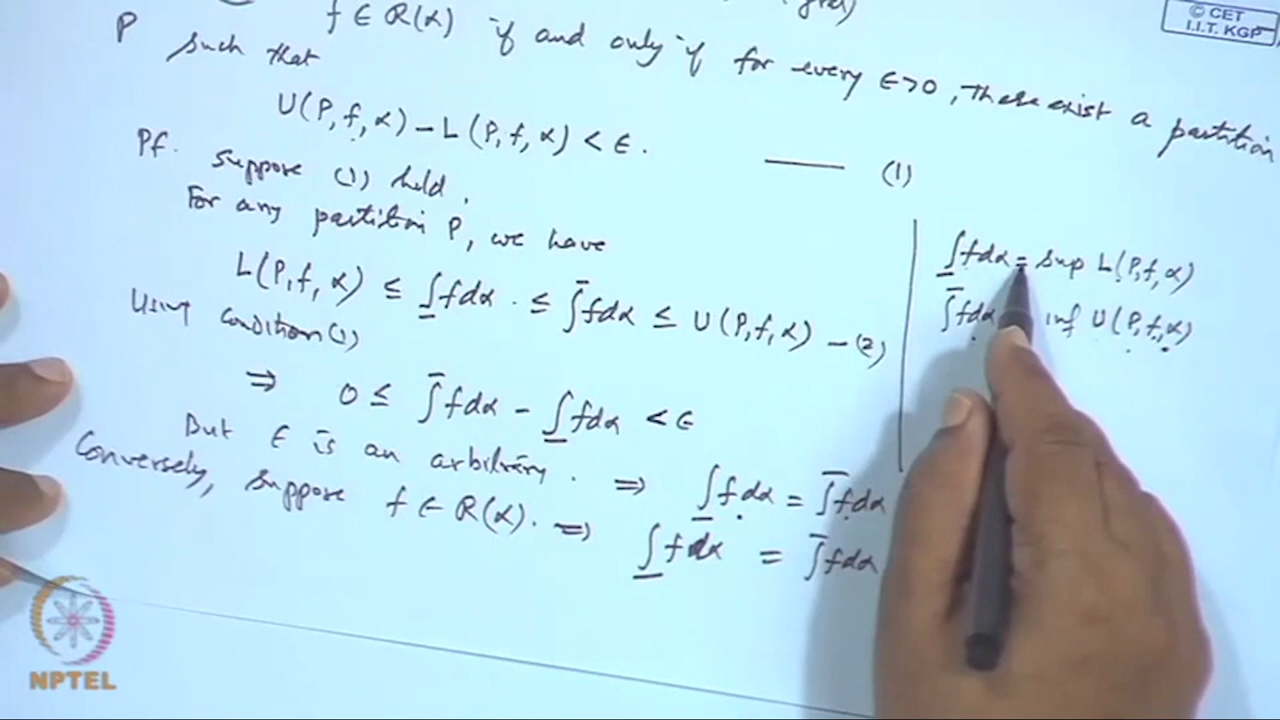 f ∈ R(α) if and only if for every ϵ>0, there exist a partition
P such that
U(P,f,α) – L(P,f,α) < ϵ. —— (1)
Pf. Suppose (1) hold.
For any partition P, we have
L(P,f,α) ≤ ∫̲fdα ≤ ∫̄fdα ≤ U(P,f,α) – (2)
Using condition (1)
⇒ 0 ≤ ∫̄fdα – ∫̲fdα < ϵ
But ϵ is an arbitrary. ⇒ ∫̲f dα = ∫̄fdα
Conversely, suppose f ∈ R(α). ⇒ ∫̲f dα = ∫̄fdα
∫̲fdα = sup L(P,f,α)
∫̄fdα inf U(P,f,α)
© CET
I.I.T. KGP
NPTEL